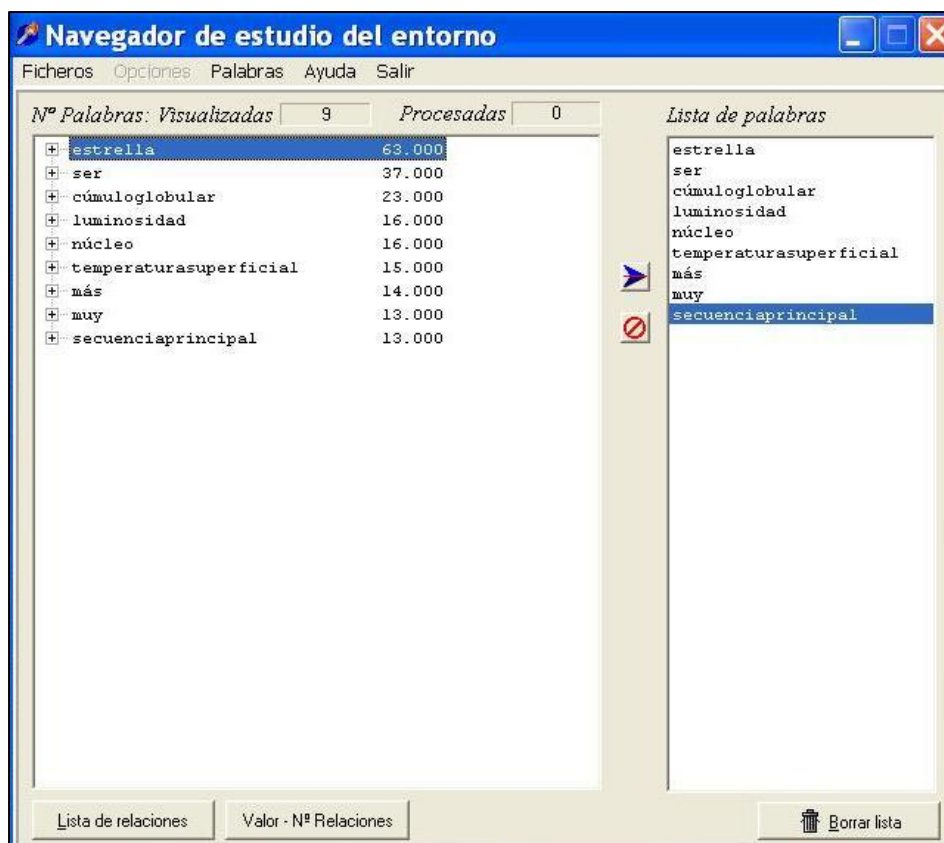 Navegador de estudio del entorno
Ficheros Opciones Palabras Ayuda Salir
Nº Palabras: Visualizadas 9 Procesadas 0
estrella 63.000
ser 37.000
cúmuloglobular 23.000
luminosidad 16.000
núcleo 16.000
temperaturasuperficial 15.000
más 14.000
muy 13.000
secuenciaprincipal 13.000
Lista de palabras
estrella
ser
cúmuloglobular
luminosidad
núcleo
temperaturasuperficial
más
muy
secuenciaprincipal
Lista de relaciones
Valor - Nº Relaciones
Borrar lista